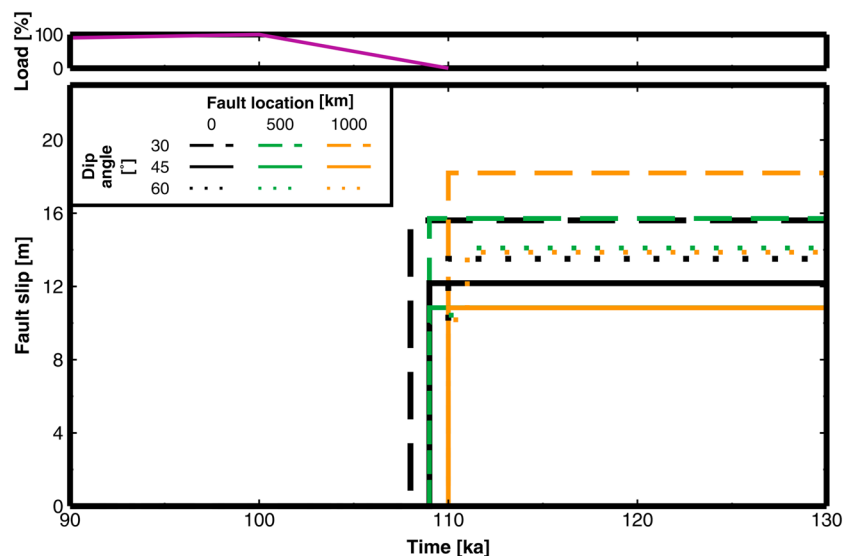 Load [%]
100
0
Fault location [km]
0 500 1000
Dip angle [°]
30
45
60
Fault slip [m]
20
16
12
8
4
0
90 100 110 120 130
Time [ka]